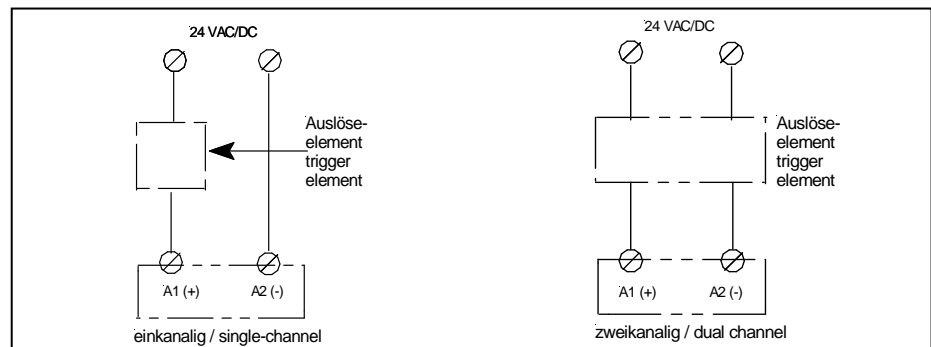 24 VAC/DC
Auslöse-
element
trigger
element
A1 (+)
A2 (-)
einkanalig / single-channel
24 VAC/DC
Auslöse-
element
trigger
element
A1 (+)
A2 (-)
zweikanalig / dual channel